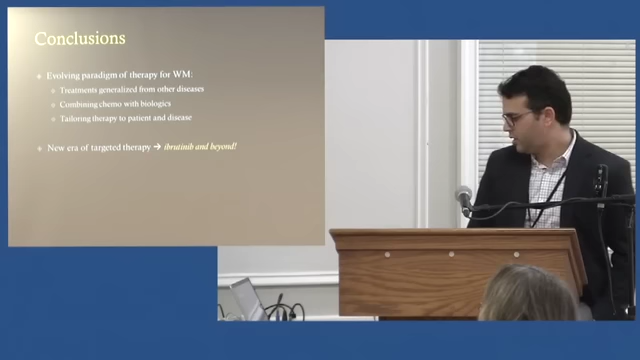 Conclusions
Evolving paradigm of therapy for WM:
Treatments generalized from other diseases
Combining chemo with biologics
Tailoring therapy to patient and disease
New era of targeted therapy → ibrutinib and beyond!